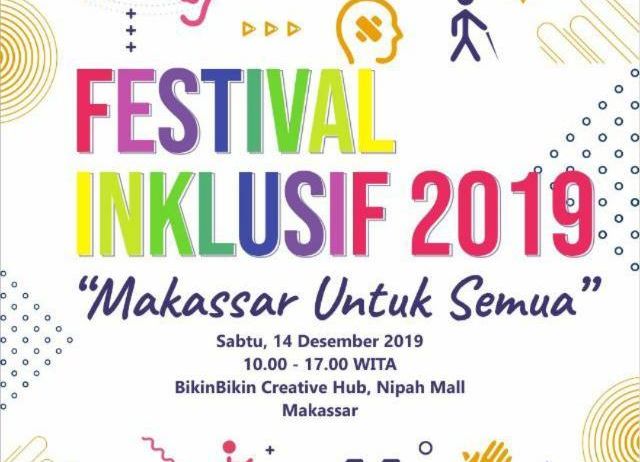 FESTIVAL
INKLUSIF 2019
“Makassar Untuk Semua”
Sabtu, 14 Desember 2019
10.00 - 17.00 WITA
BikinBikin Creative Hub, Nipah Mall
Makassar